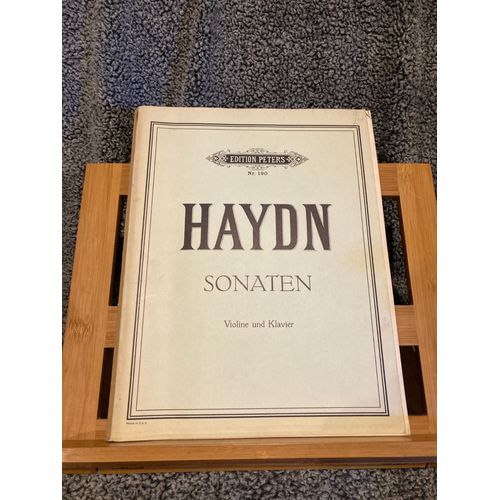 EDITION PETERS
Nr. 190
HAYDN
SONATEN
Violine und Klavier